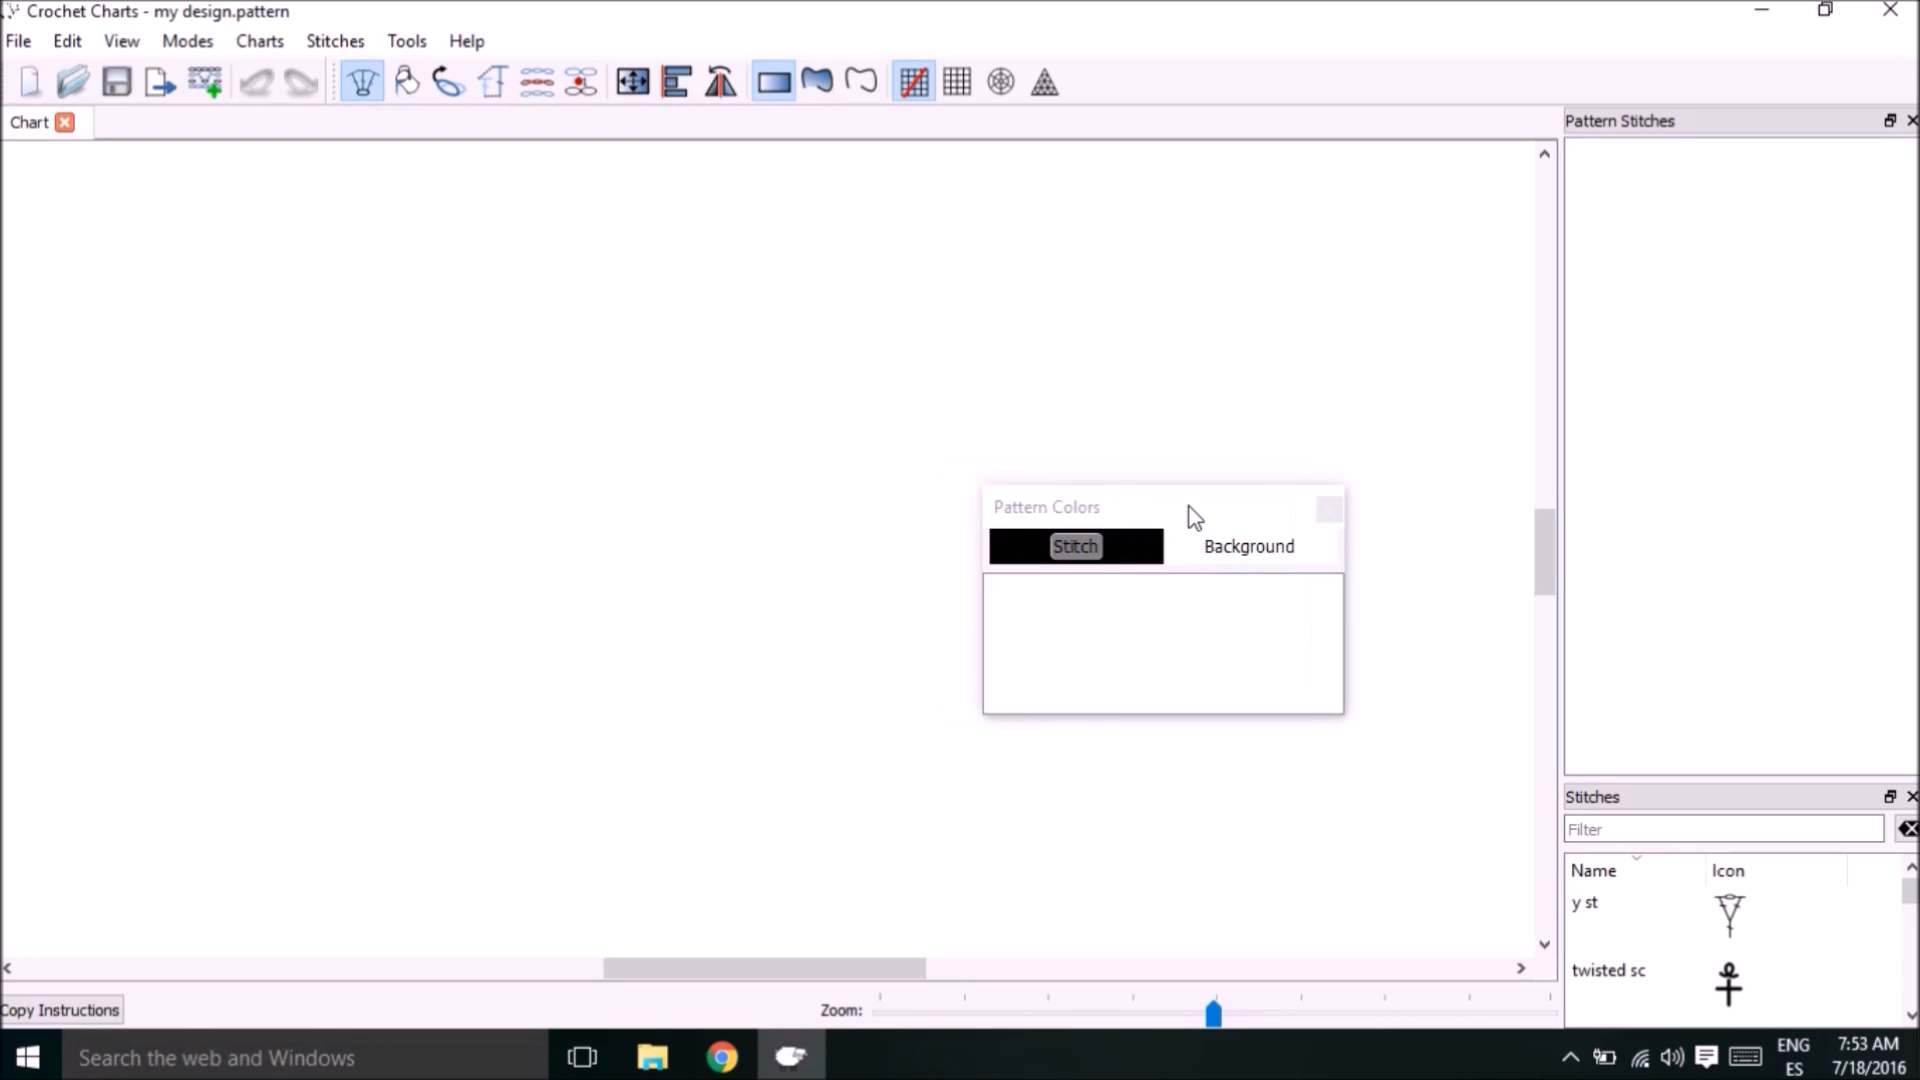 Crochet Charts - my design.pattern
File Edit View Modes Charts Stitches Tools Help
Chart
Pattern Stitches
Pattern Colors
Stitch Background
Stitches
Filter
Name Icon
y st
twisted sc
Copy Instructions
Zoom:
Search the web and Windows
ENG
ES
7:53 AM
7/18/2016